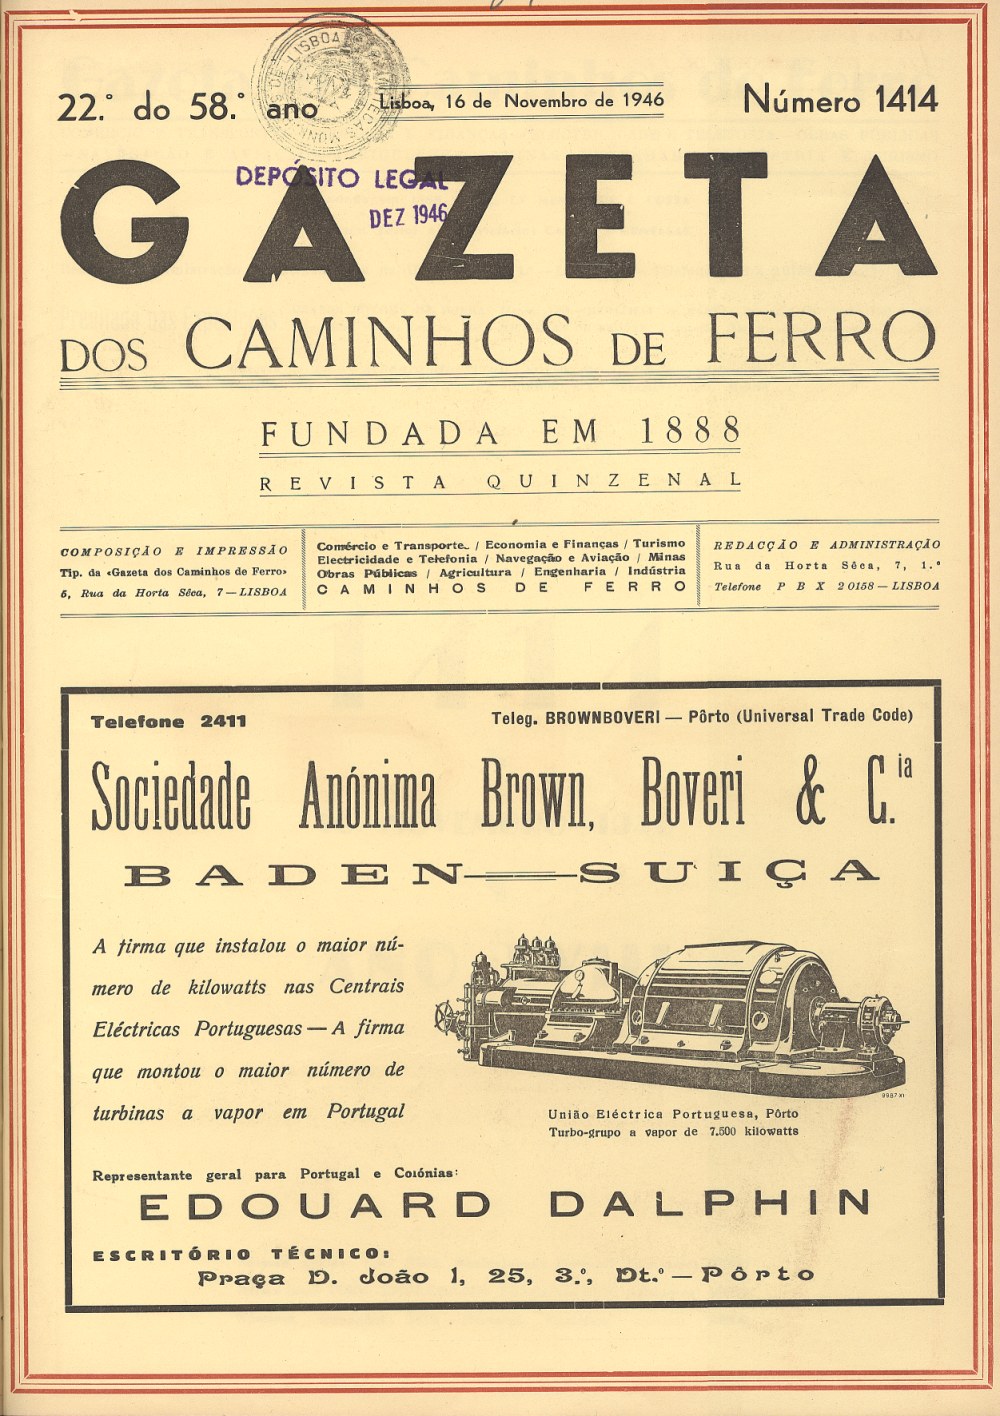 22.º do 58.º ano
Lisboa, 16 de Novembro de 1946
Número 1414
GAZETA
DEPÓSITO LEGAL
DEZ 1946
DOS CAMINHOS DE FERRO
FUNDADA EM 1888
REVISTA QUINZENAL
COMPOSIÇÃO E IMPRESSÃO
Tip. da «Gazeta dos Caminhos de Ferro»
5, Rua da Horta Sêca, 7 — LISBOA
Comércio e Transportes / Economia e Finanças / Turismo
Electricidade e Telefonia / Navegação e Aviação / Minas
Obras Públicas / Agricultura / Engenharia / Indústria
CAMINHOS DE FERRO
REDACÇÃO E ADMINISTRAÇÃO
Rua da Horta Sêca, 7, 1.º
Telefone P B X 20158 — LISBOA
Telefone 2411
Teleg. BROWNBOVERI — Pôrto (Universal Trade Code)
Sociedade Anónima Brown, Boveri & C.ia
BADEN — SUIÇA
A firma que instalou o maior nú-
mero de kilowatts nas Centrais
Eléctricas Portuguesas — A firma
que montou o maior número de
turbinas a vapor em Portugal
9987 XI
União Eléctrica Portuguesa, Pôrto
Turbo-grupo a vapor de 7.500 kilowatts
Representante geral para Portugal e Colónias:
EDOUARD DALPHIN
ESCRITÓRIO TÉCNICO:
Praça D. João 1, 25, 3.º, Dt.º — Pôrto